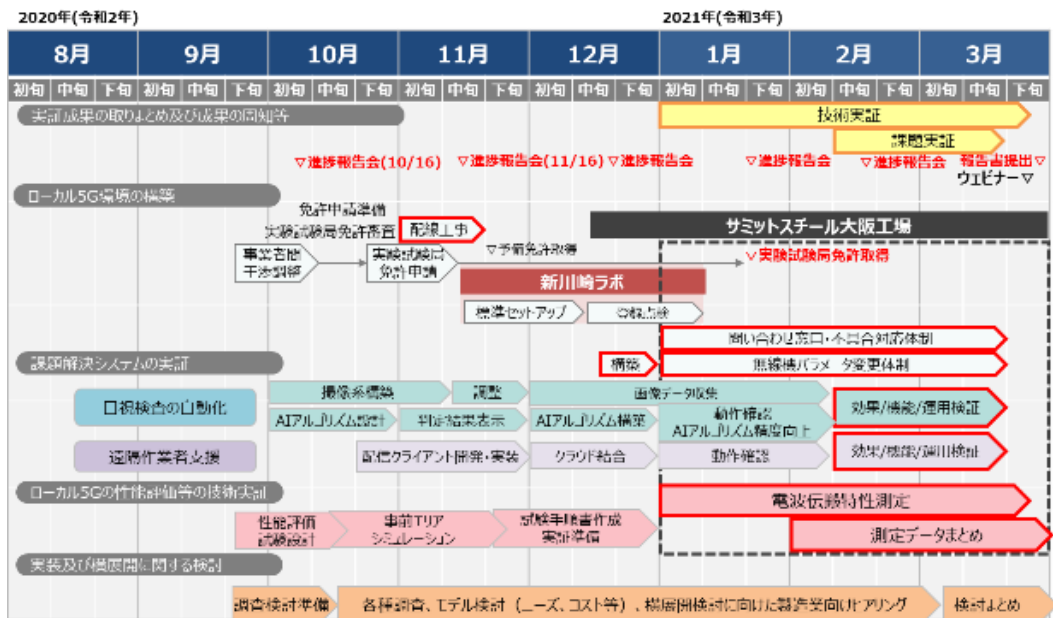 2020年(令和2年)
2021年(令和3年)
8月 9月 10月 11月 12月 1月 2月 3月
初旬 中旬 下旬 初旬 中旬 下旬 初旬 中旬 下旬 初旬 中旬 下旬 初旬 中旬 下旬 初旬 中旬 下旬 初旬 中旬 下旬 初旬 中旬 下旬
実証成果の取りまとめ及び成果の周知等
技術実証
課題実証
▽進捗報告会(10/16) ▽進捗報告会(11/16) ▽進捗報告会 ▽進捗報告会 ▽進捗報告会 報告書提出▽
ウェビナー▽
ローカル5G環境の構築
免許申請準備
実験試験局免許審査
配線工事
サミットスチール大阪工場
事業者間
干渉調整
実験試験局
免許申請
▽予備免許取得
▽実験試験局免許取得
新川崎ラボ
標準セットアップ
登録点検
問い合わせ窓口・不具合対応体制
課題解決システムの実証
構築
無線機パラメータ変更体制
目視検査の自動化
撮像系構築
調整
画像データ収集
AIアルゴリズム設計
判定結果表示
AIアルゴリズム構築
動作確認
AIアルゴリズム精度向上
効果/機能/運用検証
遠隔作業者支援
配信クライアント開発・実装
クラウド結合
動作確認
効果/機能/運用検証
ローカル5Gの性能評価等の技術実証
電波伝搬特性測定
性能評価
試験設計
事前エリア
シミュレーション
試験手順書作成
実証準備
測定データまとめ
実装及び横展開に関する検討
調査検討準備
各種調査、モデル検討（ニーズ、コスト等）、横展開検討に向けた製造業向けヒアリング
検討まとめ